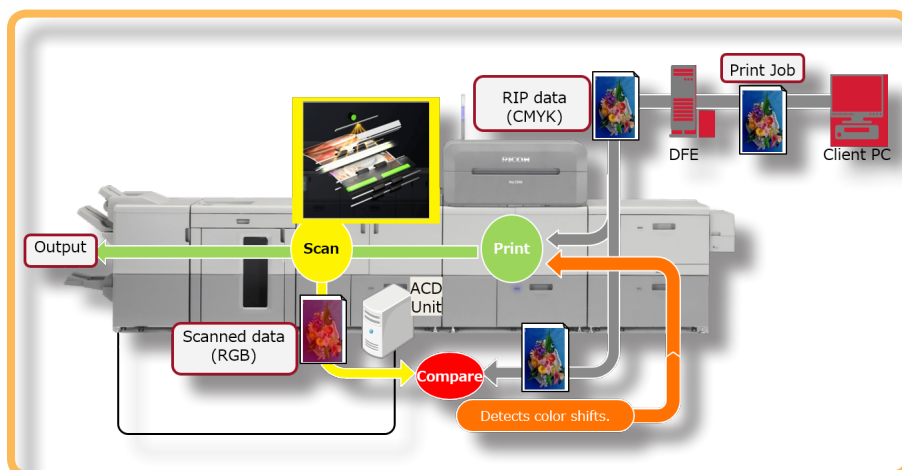 Print Job
RIP data
(CMYK)
DFE
Client PC
RICOH
Output
Scan
Print
ACD
Unit
Scanned data
(RGB)
Compare
Detects color shifts.